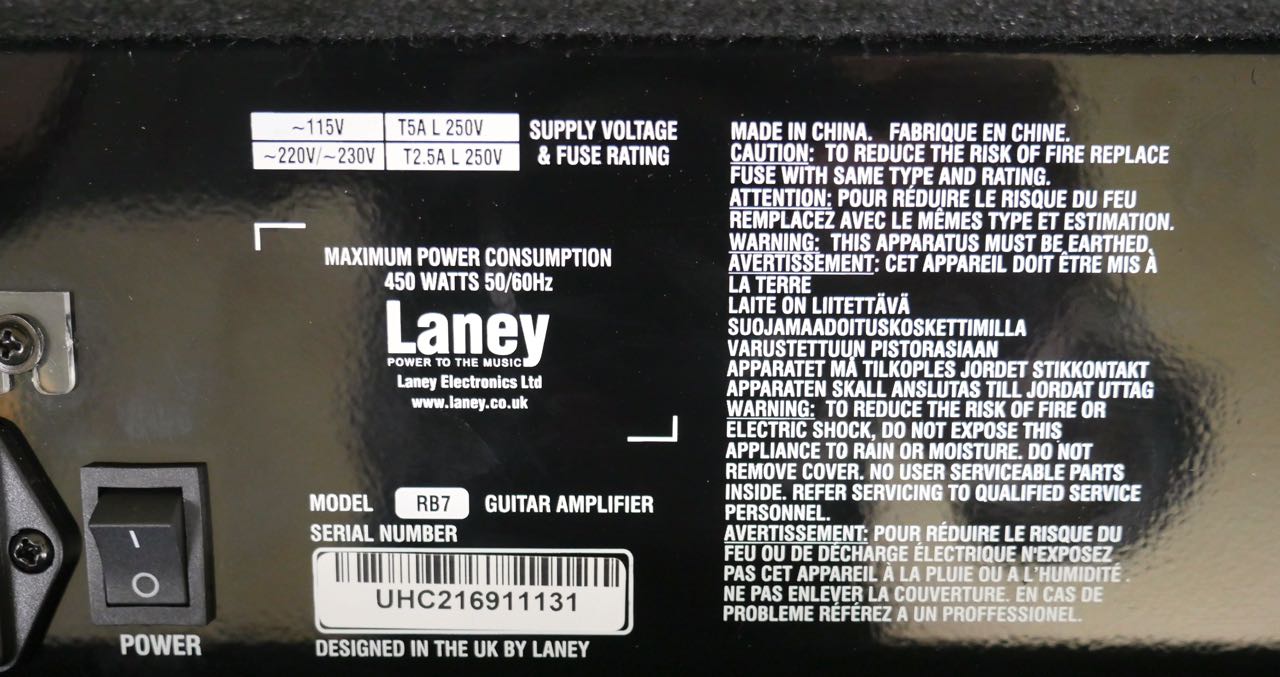 ~115V T5A L 250V
~220V/~230V T2.5A L 250V
SUPPLY VOLTAGE
& FUSE RATING
MAXIMUM POWER CONSUMPTION
450 WATTS 50/60Hz
Laney
POWER TO THE MUSIC
Laney Electronics Ltd
www.laney.co.uk
MODEL RB7 GUITAR AMPLIFIER
SERIAL NUMBER
UHC216911131
DESIGNED IN THE UK BY LANEY
I
O
POWER
MADE IN CHINA. FABRIQUE EN CHINE.
CAUTION: TO REDUCE THE RISK OF FIRE REPLACE
FUSE WITH SAME TYPE AND RATING.
ATTENTION: POUR RÉDUIRE LE RISQUE DU FEU
REMPLACEZ AVEC LE MÊMES TYPE ET ESTIMATION.
WARNING: THIS APPARATUS MUST BE EARTHED.
AVERTISSEMENT: CET APPAREIL DOIT ÊTRE MIS À
LA TERRE
LAITE ON LIITETTÄVÄ
SUOJAMAADOITUSKOSKETTIMILLA
VARUSTETTUUN PISTORASIAAN
APPARATET MÅ TILKOPLES JORDET STIKKONTAKT
APPARATEN SKALL ANSLUTAS TILL JORDAT UTTAG
WARNING: TO REDUCE THE RISK OF FIRE OR
ELECTRIC SHOCK, DO NOT EXPOSE THIS
APPLIANCE TO RAIN OR MOISTURE. DO NOT
REMOVE COVER. NO USER SERVICEABLE PARTS
INSIDE. REFER SERVICING TO QUALIFIED SERVICE
PERSONNEL.
AVERTISSEMENT: POUR RÉDUIRE LE RISQUE DU
FEU OU DE DÉCHARGE ÉLECTRIQUE N'EXPOSEZ
PAS CET APPAREIL À LA PLUIE OU A L'HUMIDITÉ.
NE PAS ENLEVER LA COUVERTURE. EN CAS DE
PROBLEME RÉFÉREZ A UN PROFFESSIONEL.